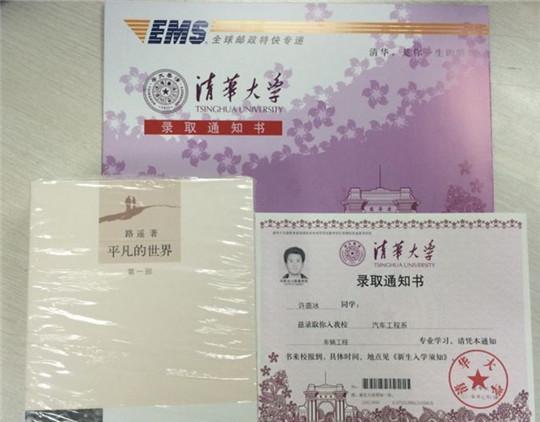 EMS 全球邮政特快专递
清华大学
TSINGHUA UNIVERSITY
录取通知书
路遥 著
平凡的世界
第一部
清华大学
TSINGHUA UNIVERSITY
录取通知书
同学:
兹录取你入我校 汽车工程系
车辆工程 专业学习。请凭本通知
书来校报到。具体时间、地点见《新生入学须知》。